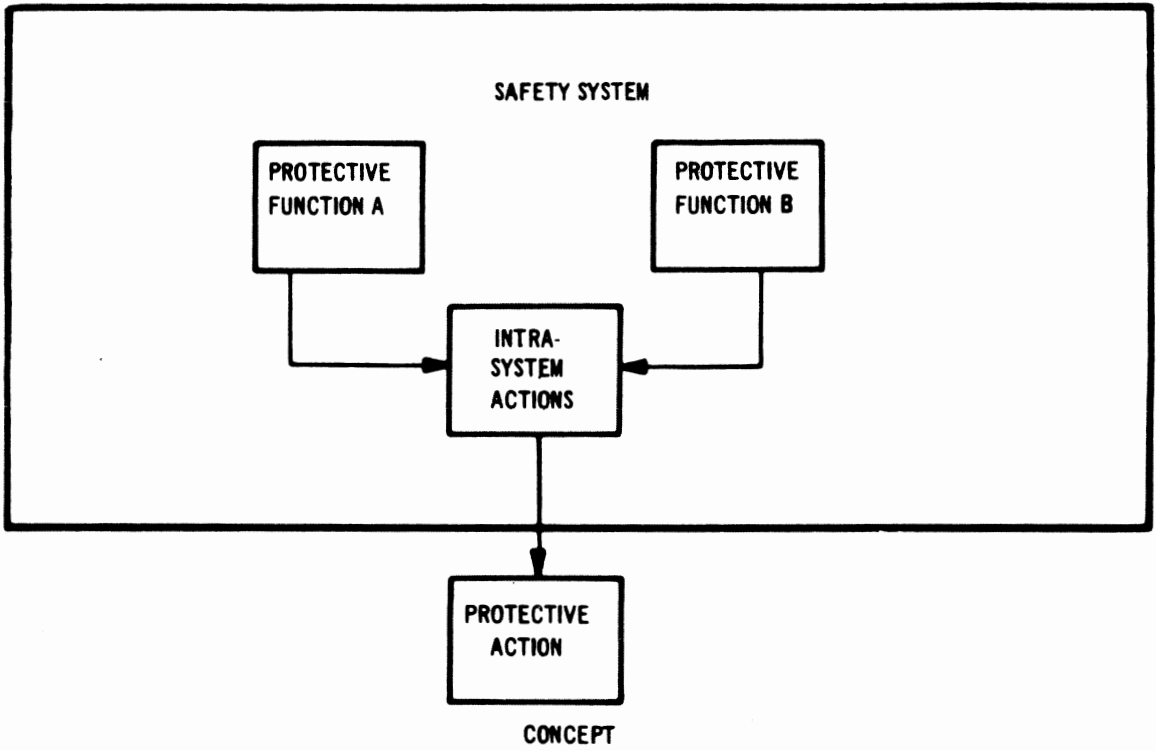 SAFETY SYSTEM
PROTECTIVE
FUNCTION A
PROTECTIVE
FUNCTION B
INTRA-
SYSTEM
ACTIONS
PROTECTIVE
ACTION
CONCEPT